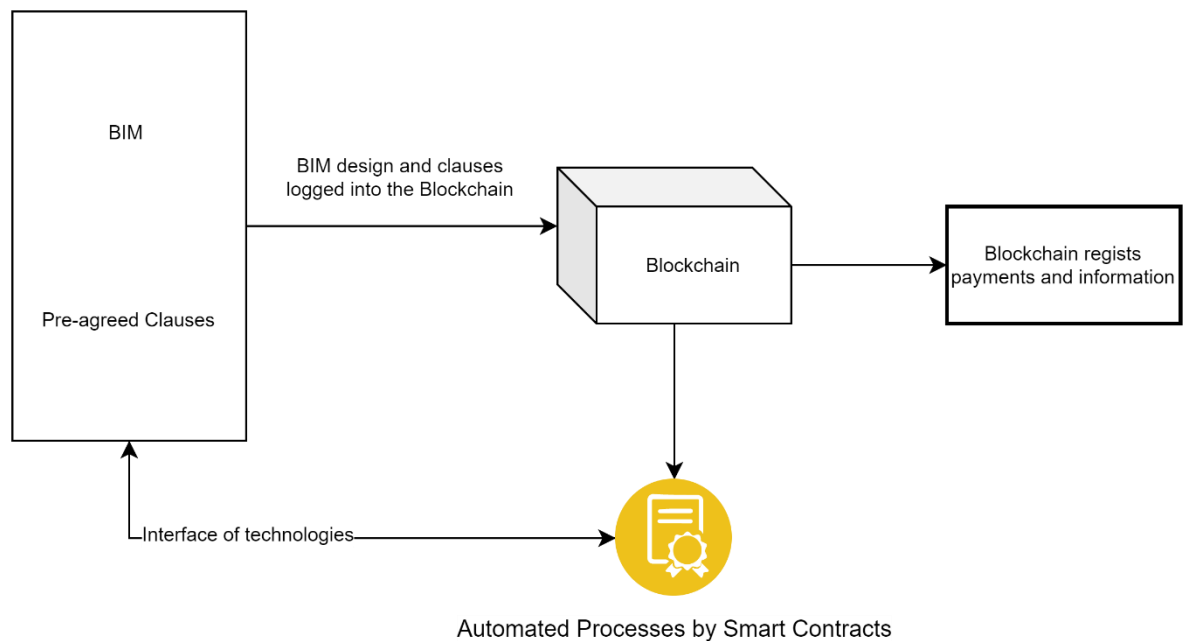 BIM
Pre-agreed Clauses
BIM design and clauses
logged into the Blockchain
Blockchain
Blockchain regists
payments and information
Interface of technologies
Automated Processes by Smart Contracts